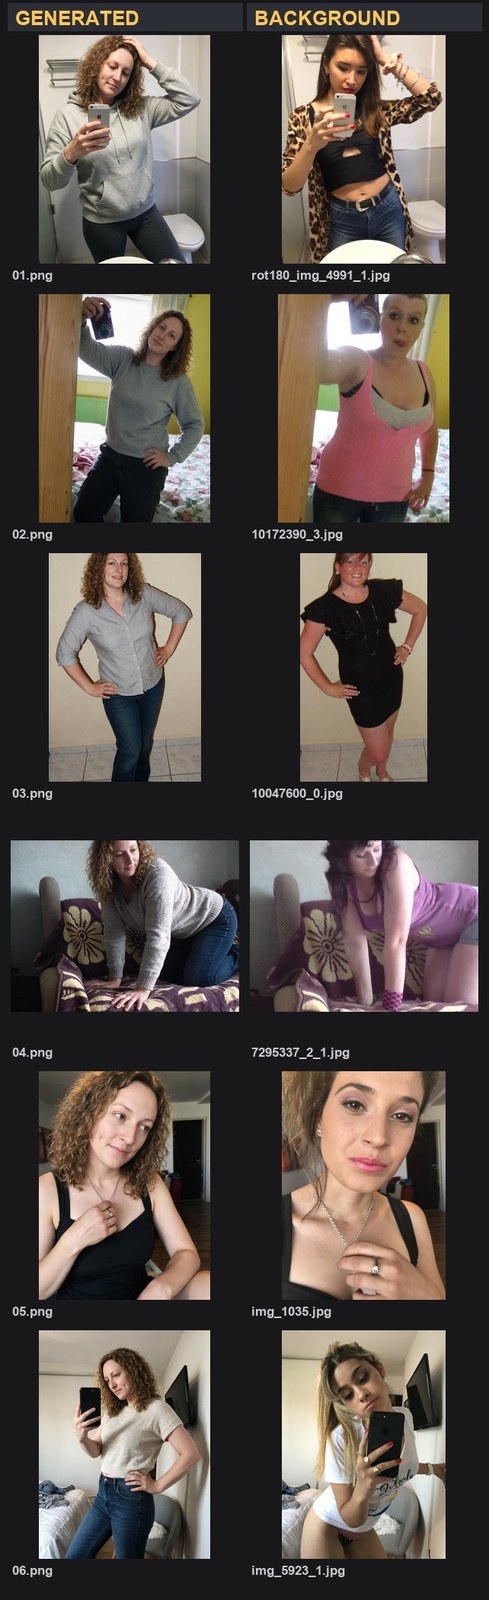 GENERATED
BACKGROUND
01.png
rot180_img_4991_1.jpg
02.png
10172390_3.jpg
03.png
10047600_0.jpg
04.png
7295337_2_1.jpg
05.png
img_1035.jpg
06.png
img_5923_1.jpg